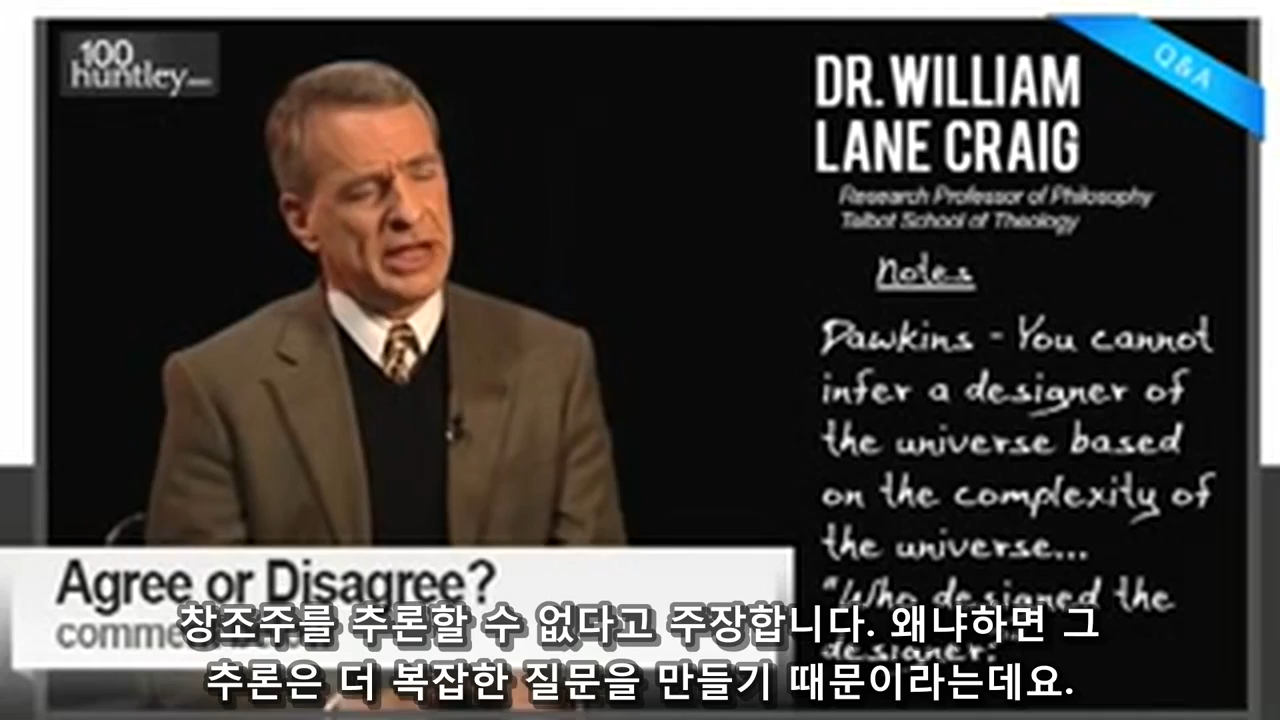 100
huntley
Q&A
DR. WILLIAM
LANE CRAIG
Research Professor of Philosophy
Talbot School of Theology
Notes
Dawkins - You cannot
infer a designer of
the universe based
on the complexity of
the universe...
"Who designed the
designer?
Agree or Disagree?
창조주를 추론할 수 없다고 주장합니다. 왜냐하면 그
추론은 더 복잡한 질문을 만들기 때문이라는데요.